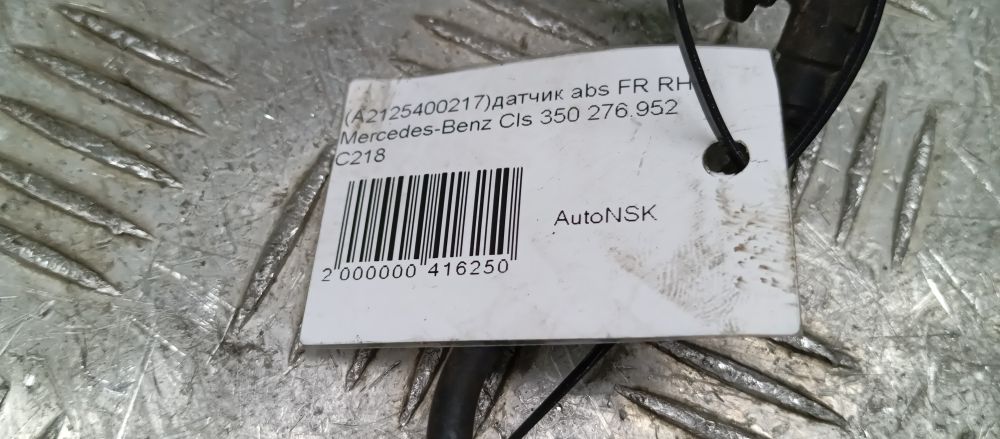 (A2125400217)датчик abs FR RH
Mercedes-Benz Cls 350 276.952
C218
AutoNSK
2 000000 416250